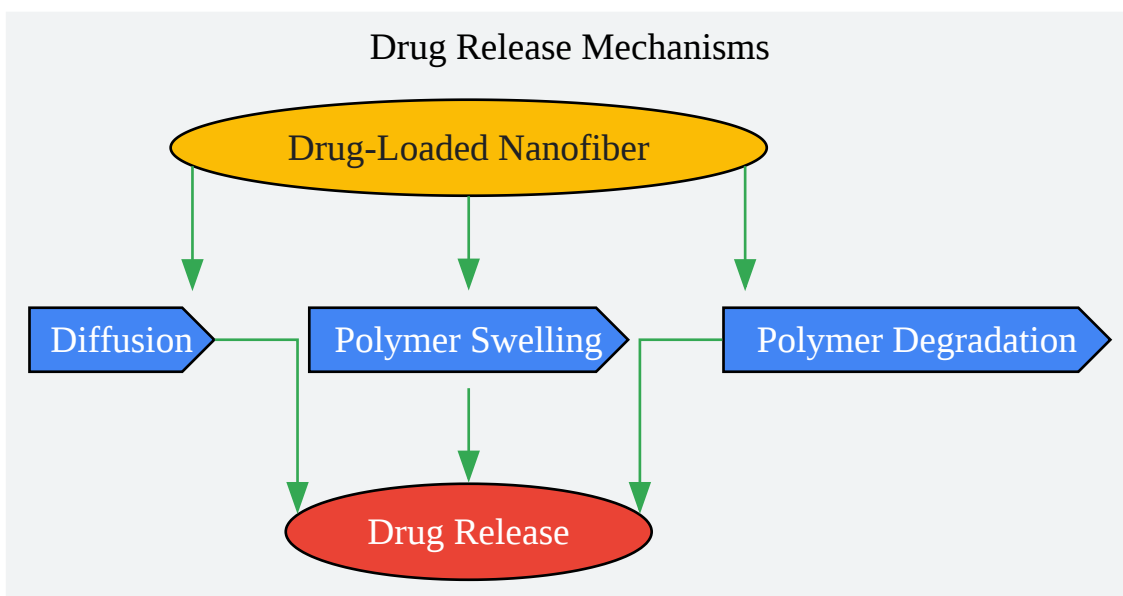 Drug Release Mechanisms
Drug-Loaded Nanofiber
Diffusion
Polymer Swelling
Polymer Degradation
Drug Release